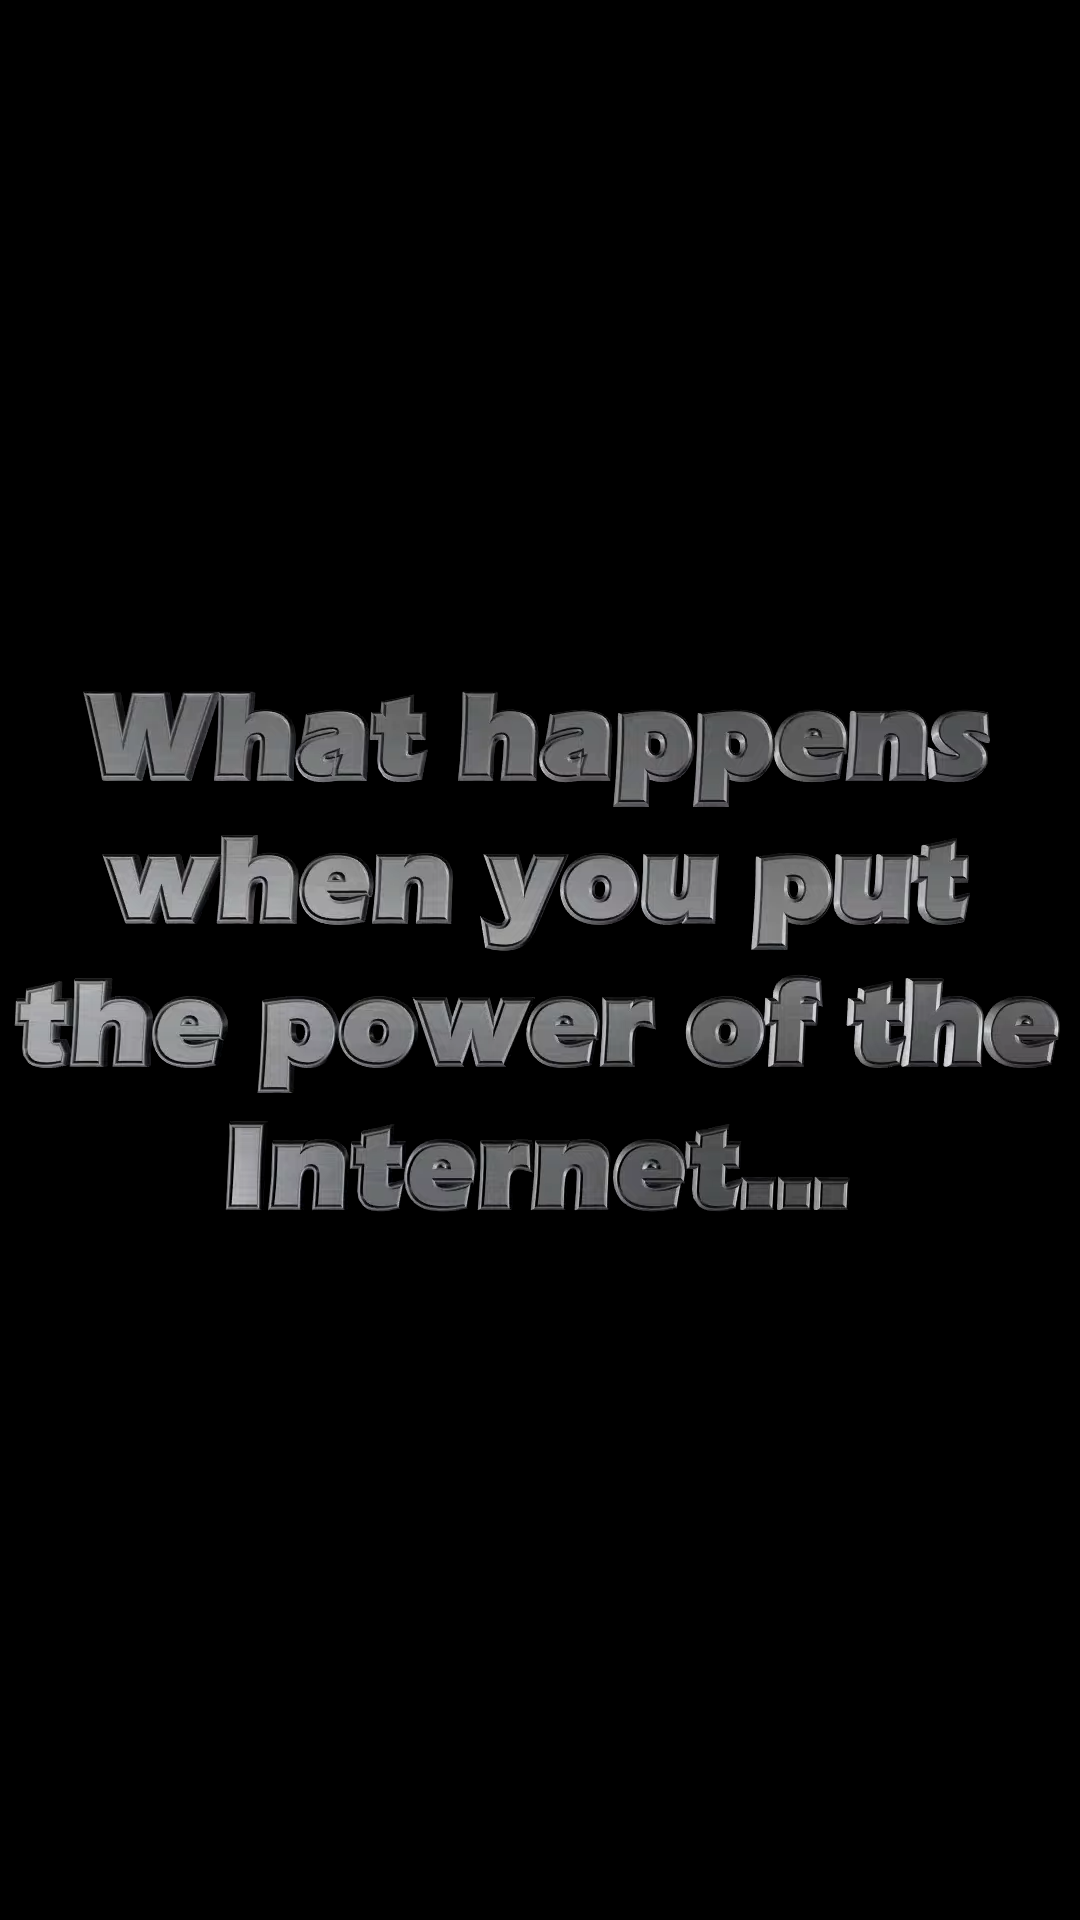 What happens
when you put
the power of the
Internet...